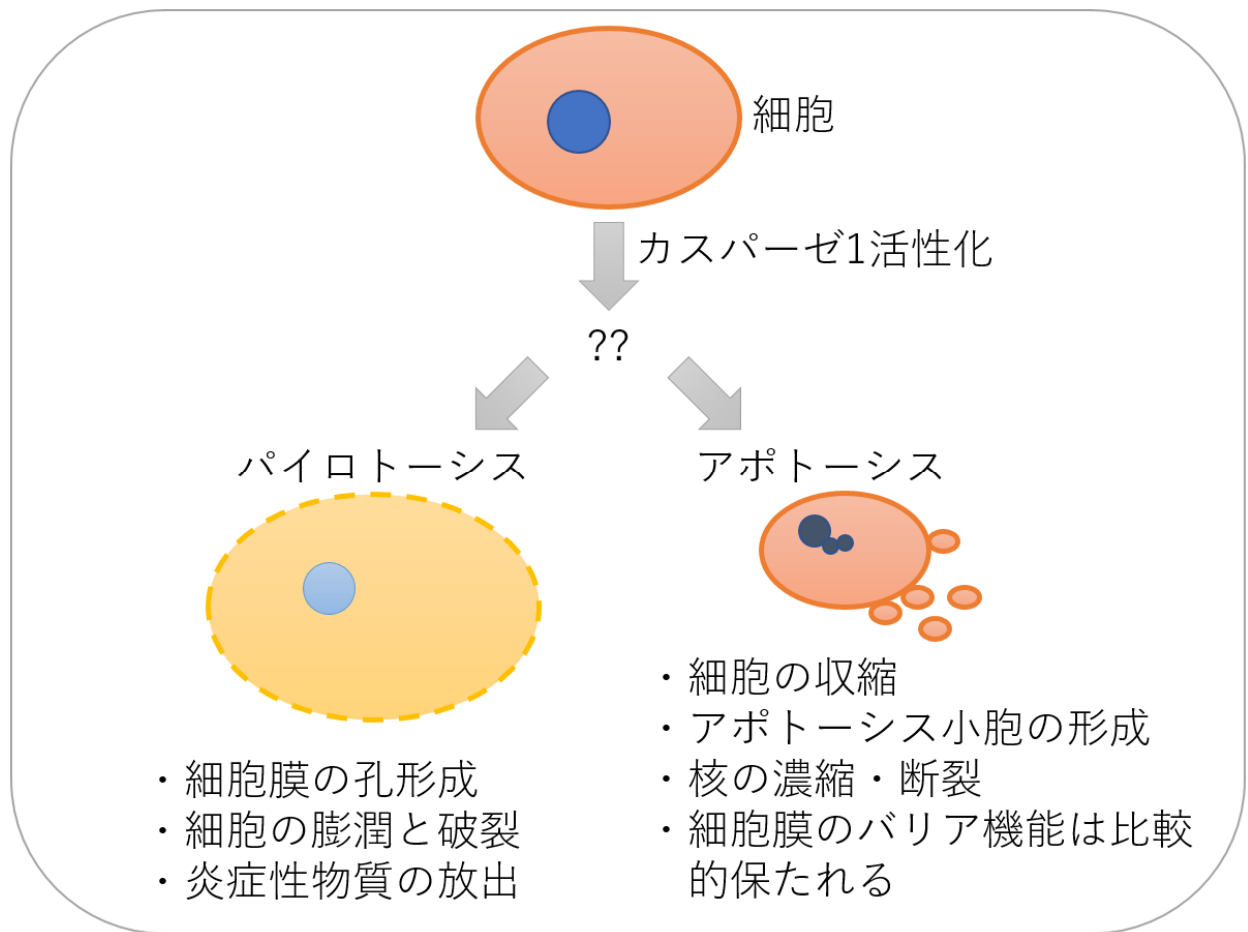 細胞
カスパーゼ1活性化
??
パイロトーシス
・細胞膜の孔形成
・細胞の膨潤と破裂
・炎症性物質の放出
アポトーシス
・細胞の収縮
・アポトーシス小胞の形成
・核の濃縮・断裂
・細胞膜のバリア機能は比較
的保たれる